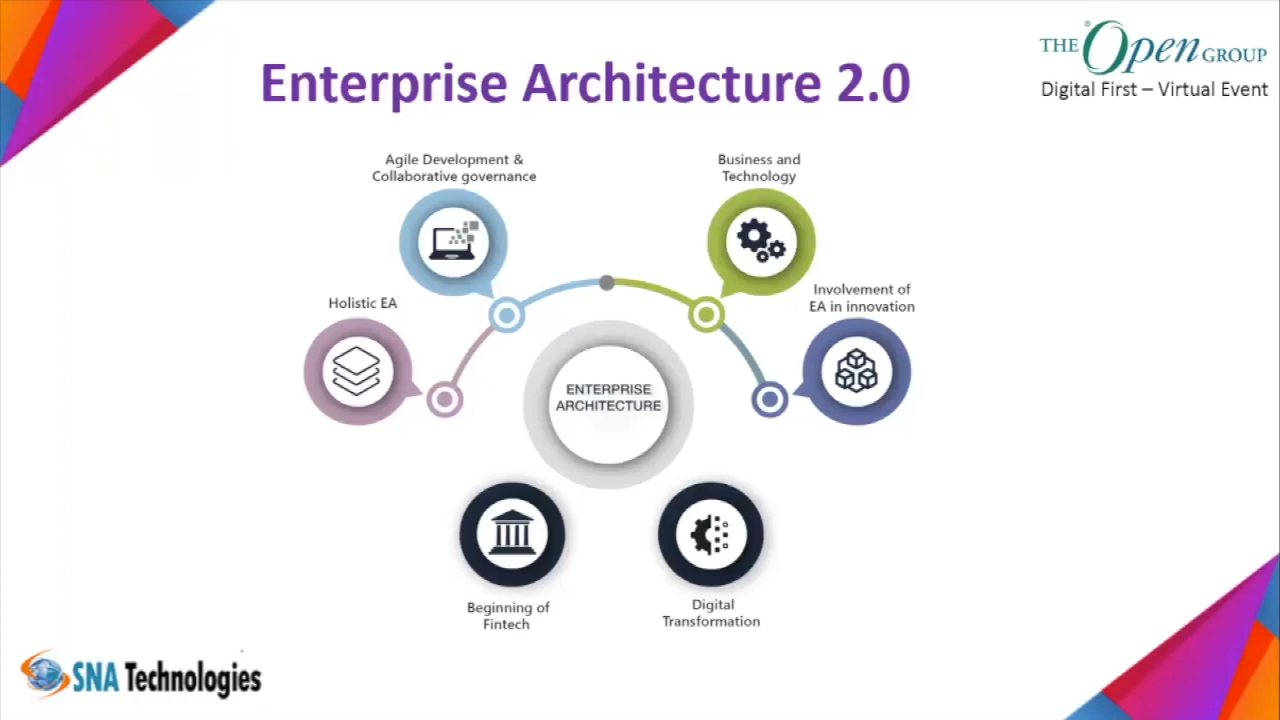 THE Open GROUP
Digital First – Virtual Event
Enterprise Architecture 2.0
Agile Development &
Collaborative governance
Business and
Technology
Holistic EA
Involvement of
EA in innovation
ENTERPRISE
ARCHITECTURE
Beginning of
Fintech
Digital
Transformation
SNA Technologies